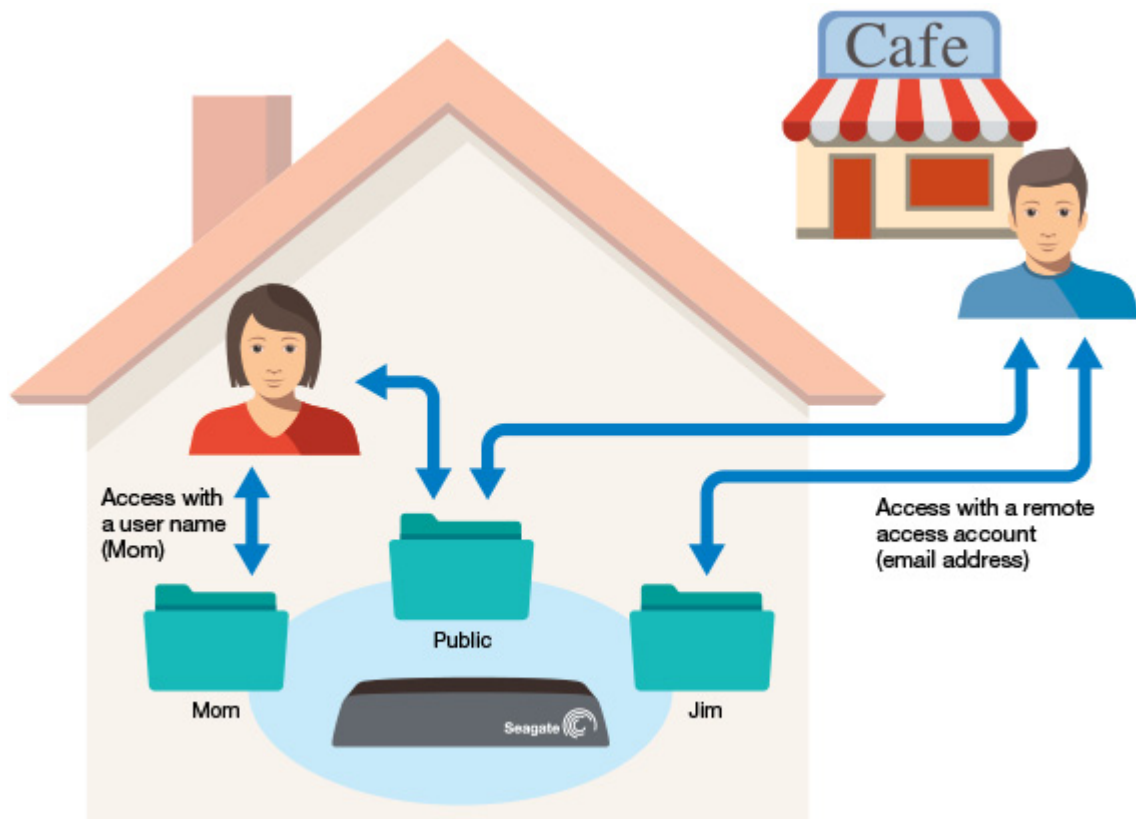 Cafe
Access with
a user name
(Mom)
Access with a remote
access account
(email address)
Public
Mom
Jim
Seagate